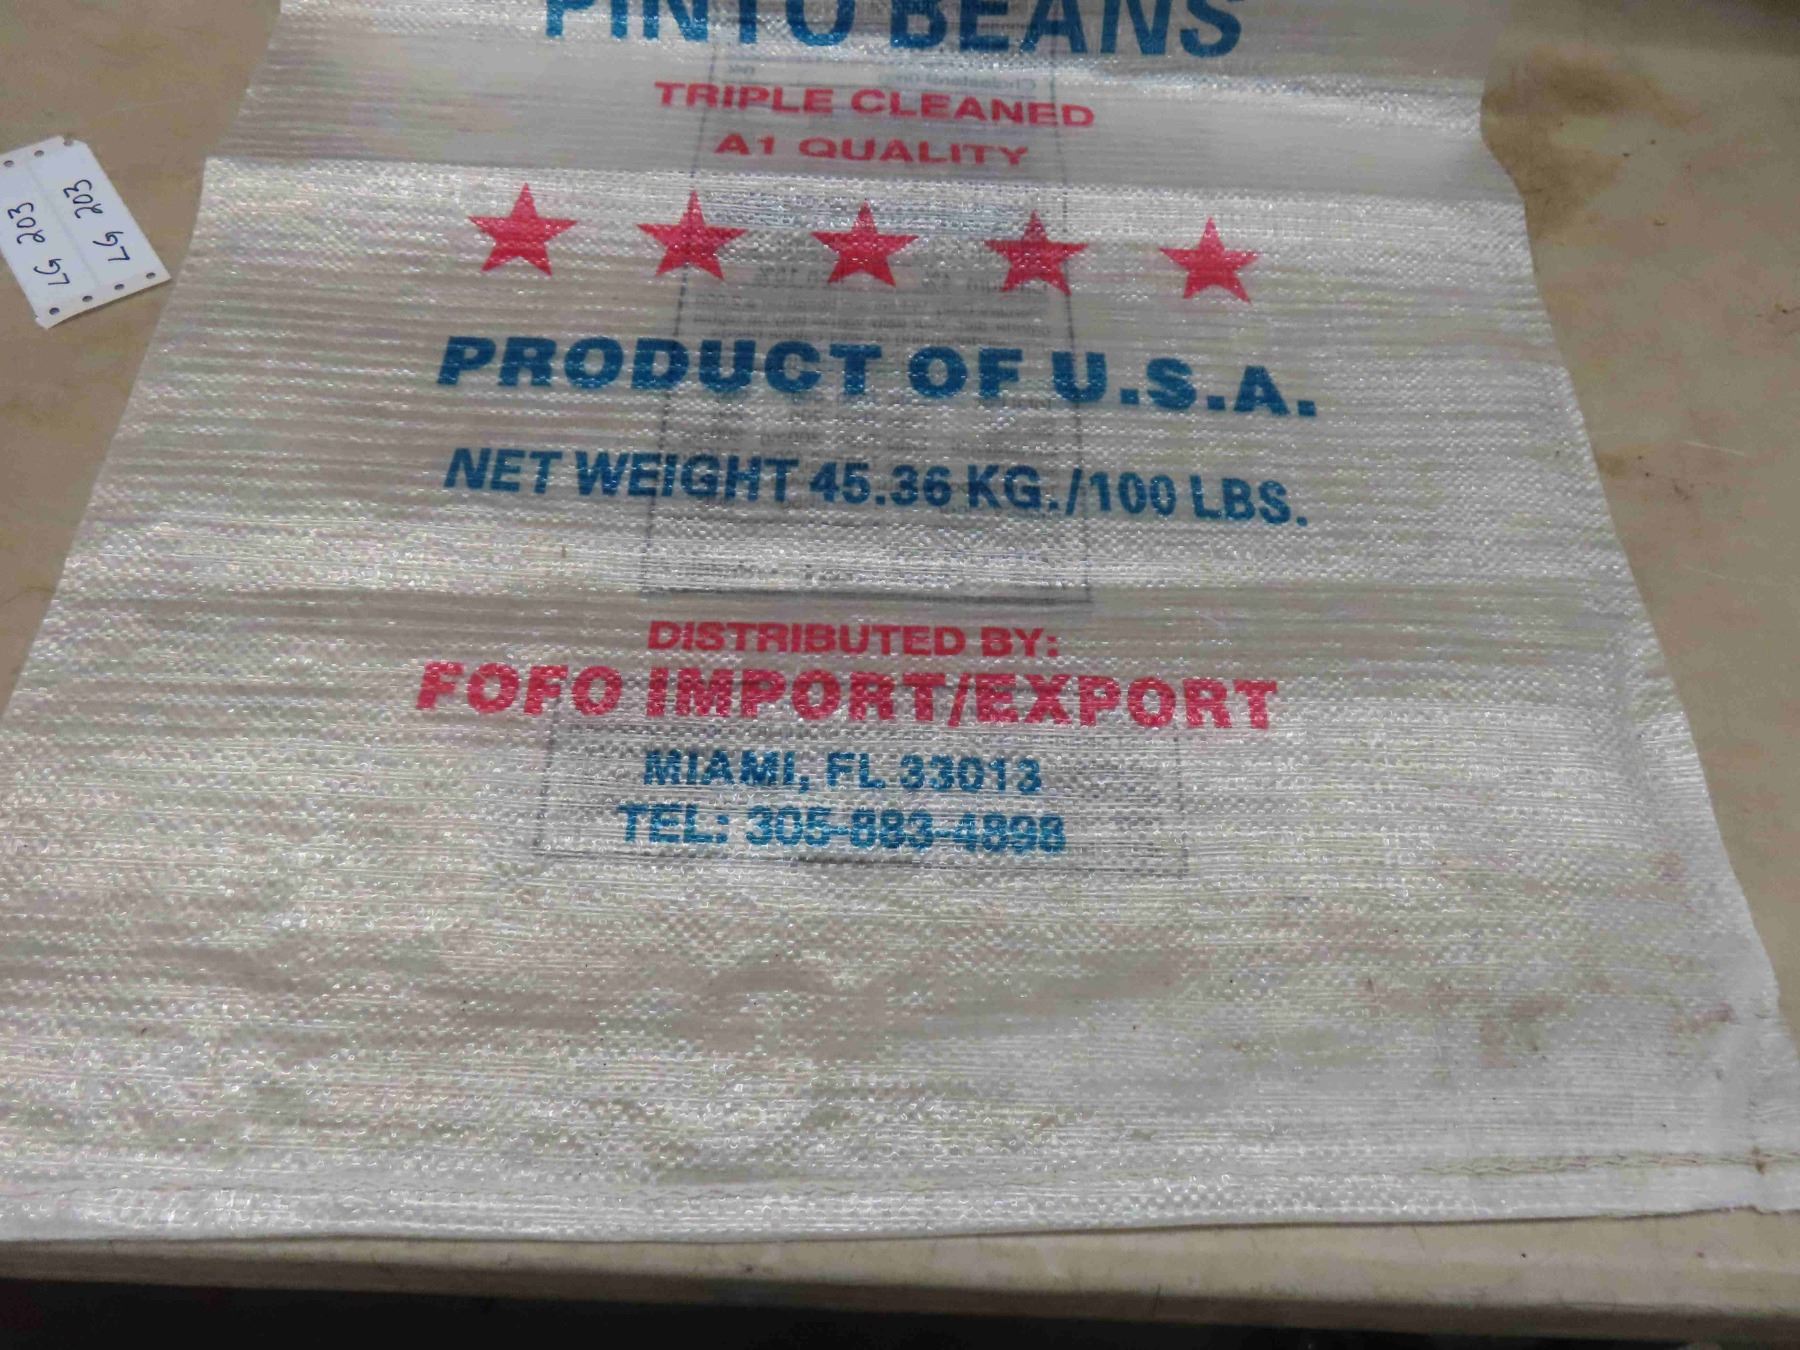 PINTO BEANS
TRIPLE CLEANED
A1 QUALITY
PRODUCT OF U.S.A.
NET WEIGHT 45.36 KG./100 LBS.
DISTRIBUTED BY:
FOFO IMPORT/EXPORT
MIAMI, FL 33013
TEL: 305-883-4898
LG 203
LG 203